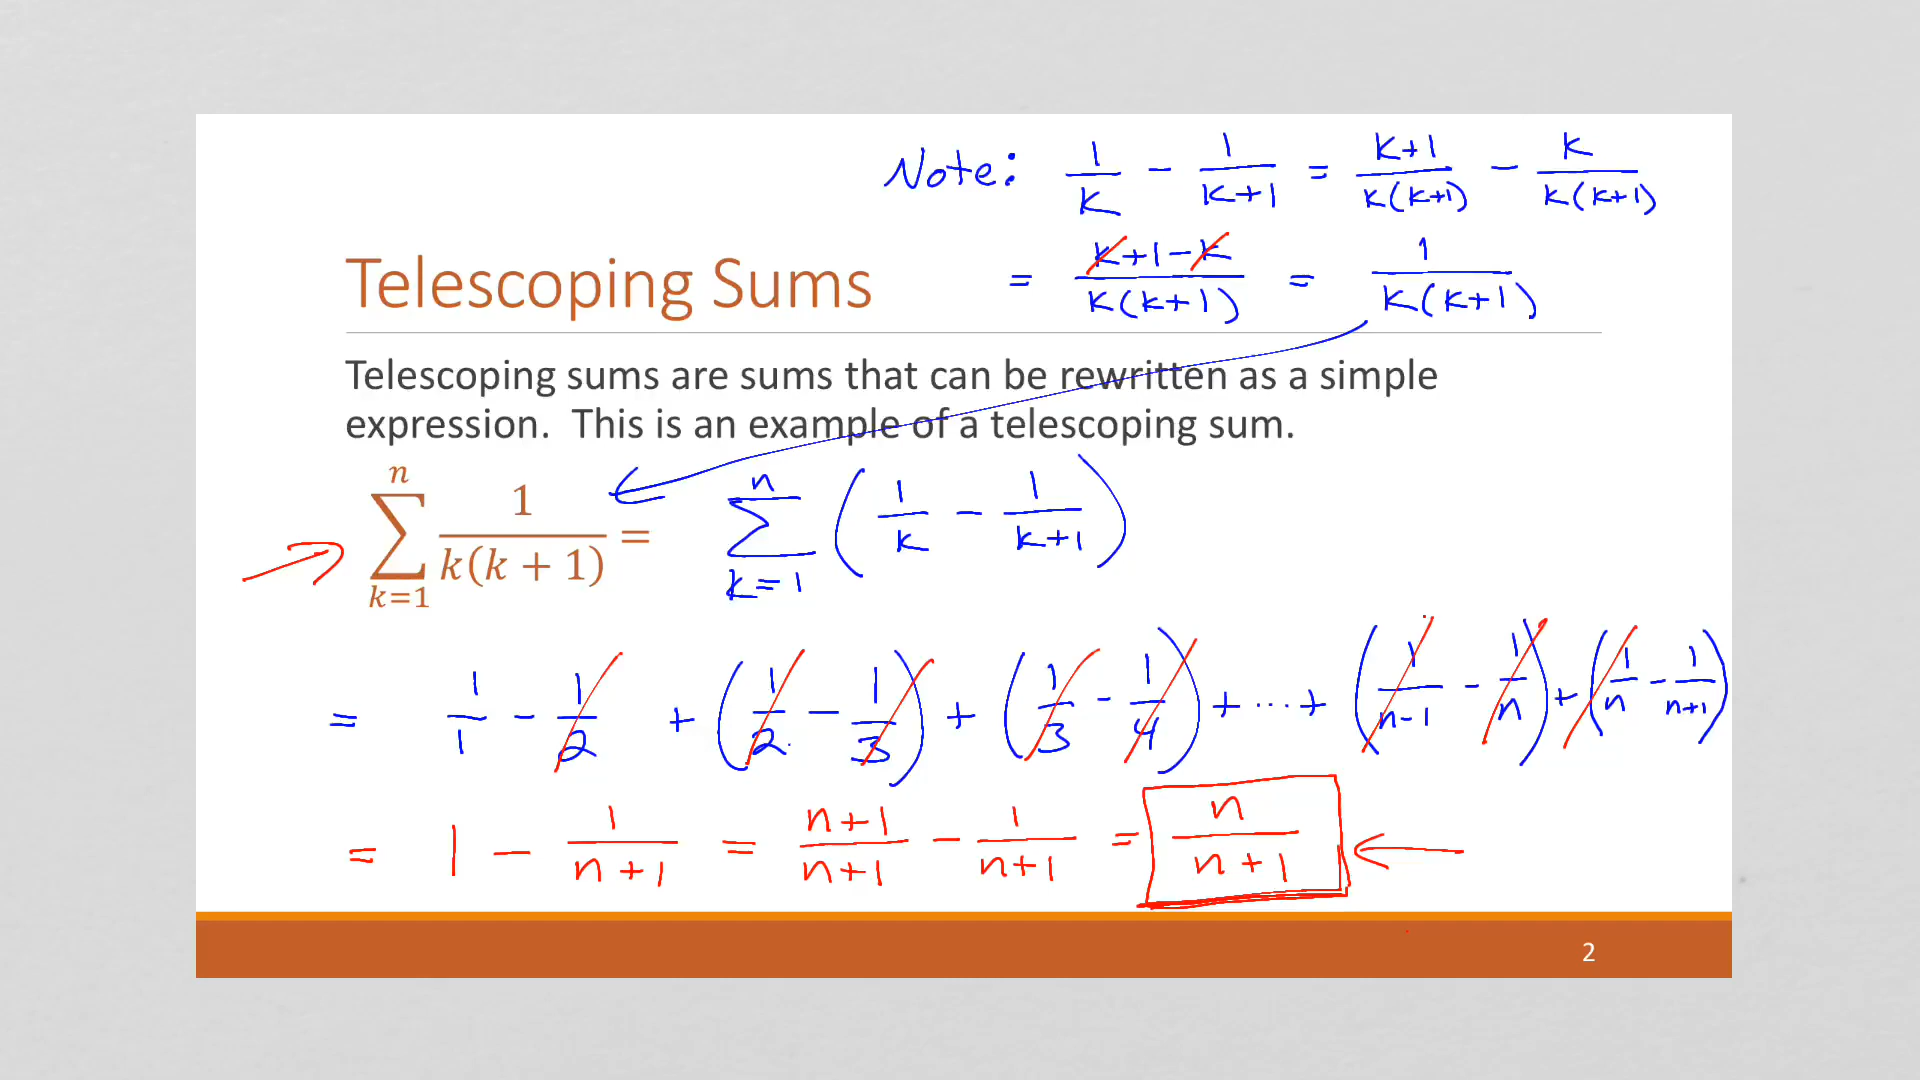 Note: 1/k - 1/(k+1) = (k+1)/(k(k+1)) - k/(k(k+1))
= (k+1-k)/(k(k+1)) = 1/(k(k+1))
Telescoping Sums
Telescoping sums are sums that can be rewritten as a simple
expression. This is an example of a telescoping sum.
∑_{k=1}^{n} 1/(k(k + 1)) = ∑_{k=1}^{n} (1/k - 1/(k+1))
= 1/1 - 1/2 + (1/2 - 1/3) + (1/3 - 1/4) + ... + (1/(n-1) - 1/n) + (1/n - 1/(n+1))
= 1 - 1/(n+1) = (n+1)/(n+1) - 1/(n+1) = n/(n+1)
2